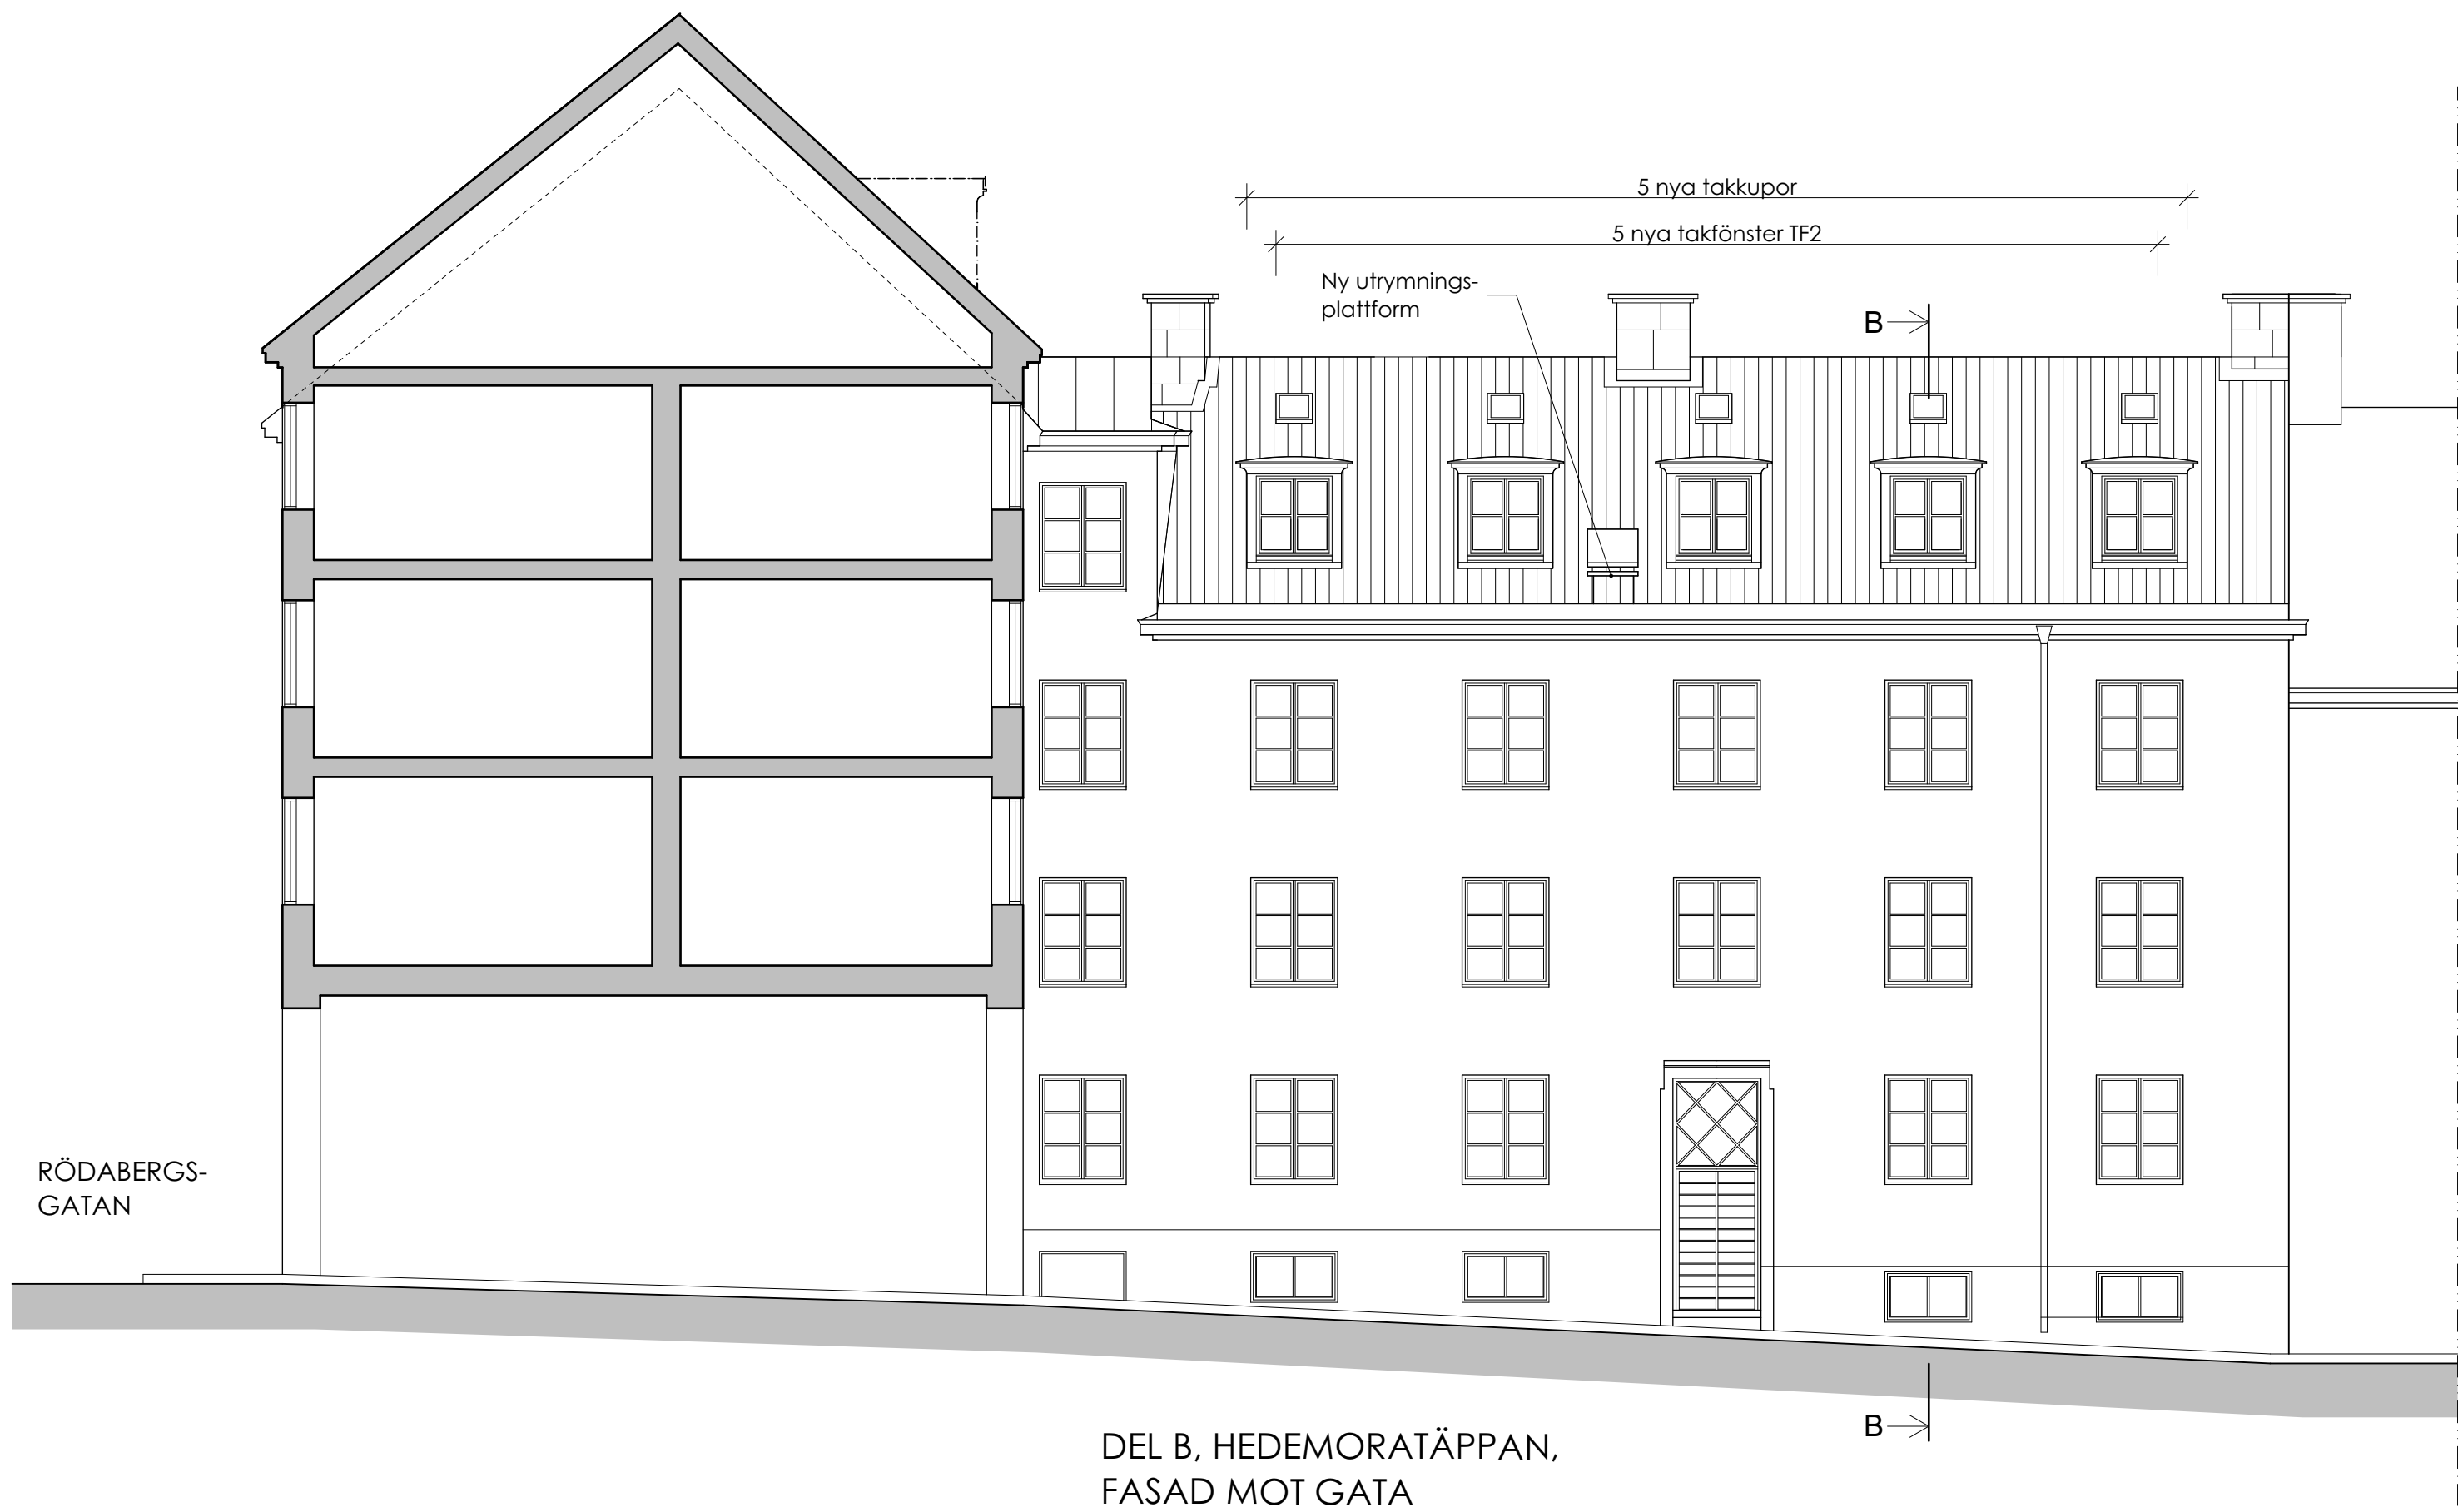 5 nya takkupor
5 nya takfönster TF2
Ny utrymnings-
plattform
B
RÖDABERGS-
GATAN
B
DEL B, HEDEMORATÄPPAN,
FASAD MOT GATA